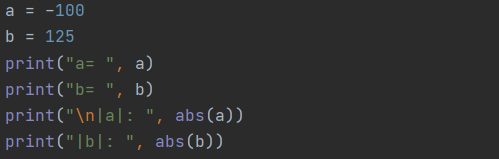 a = -100
b = 125
print("a= ", a)
print("b= ", b)
print("\n|a|: ", abs(a))
print("|b|: ", abs(b))